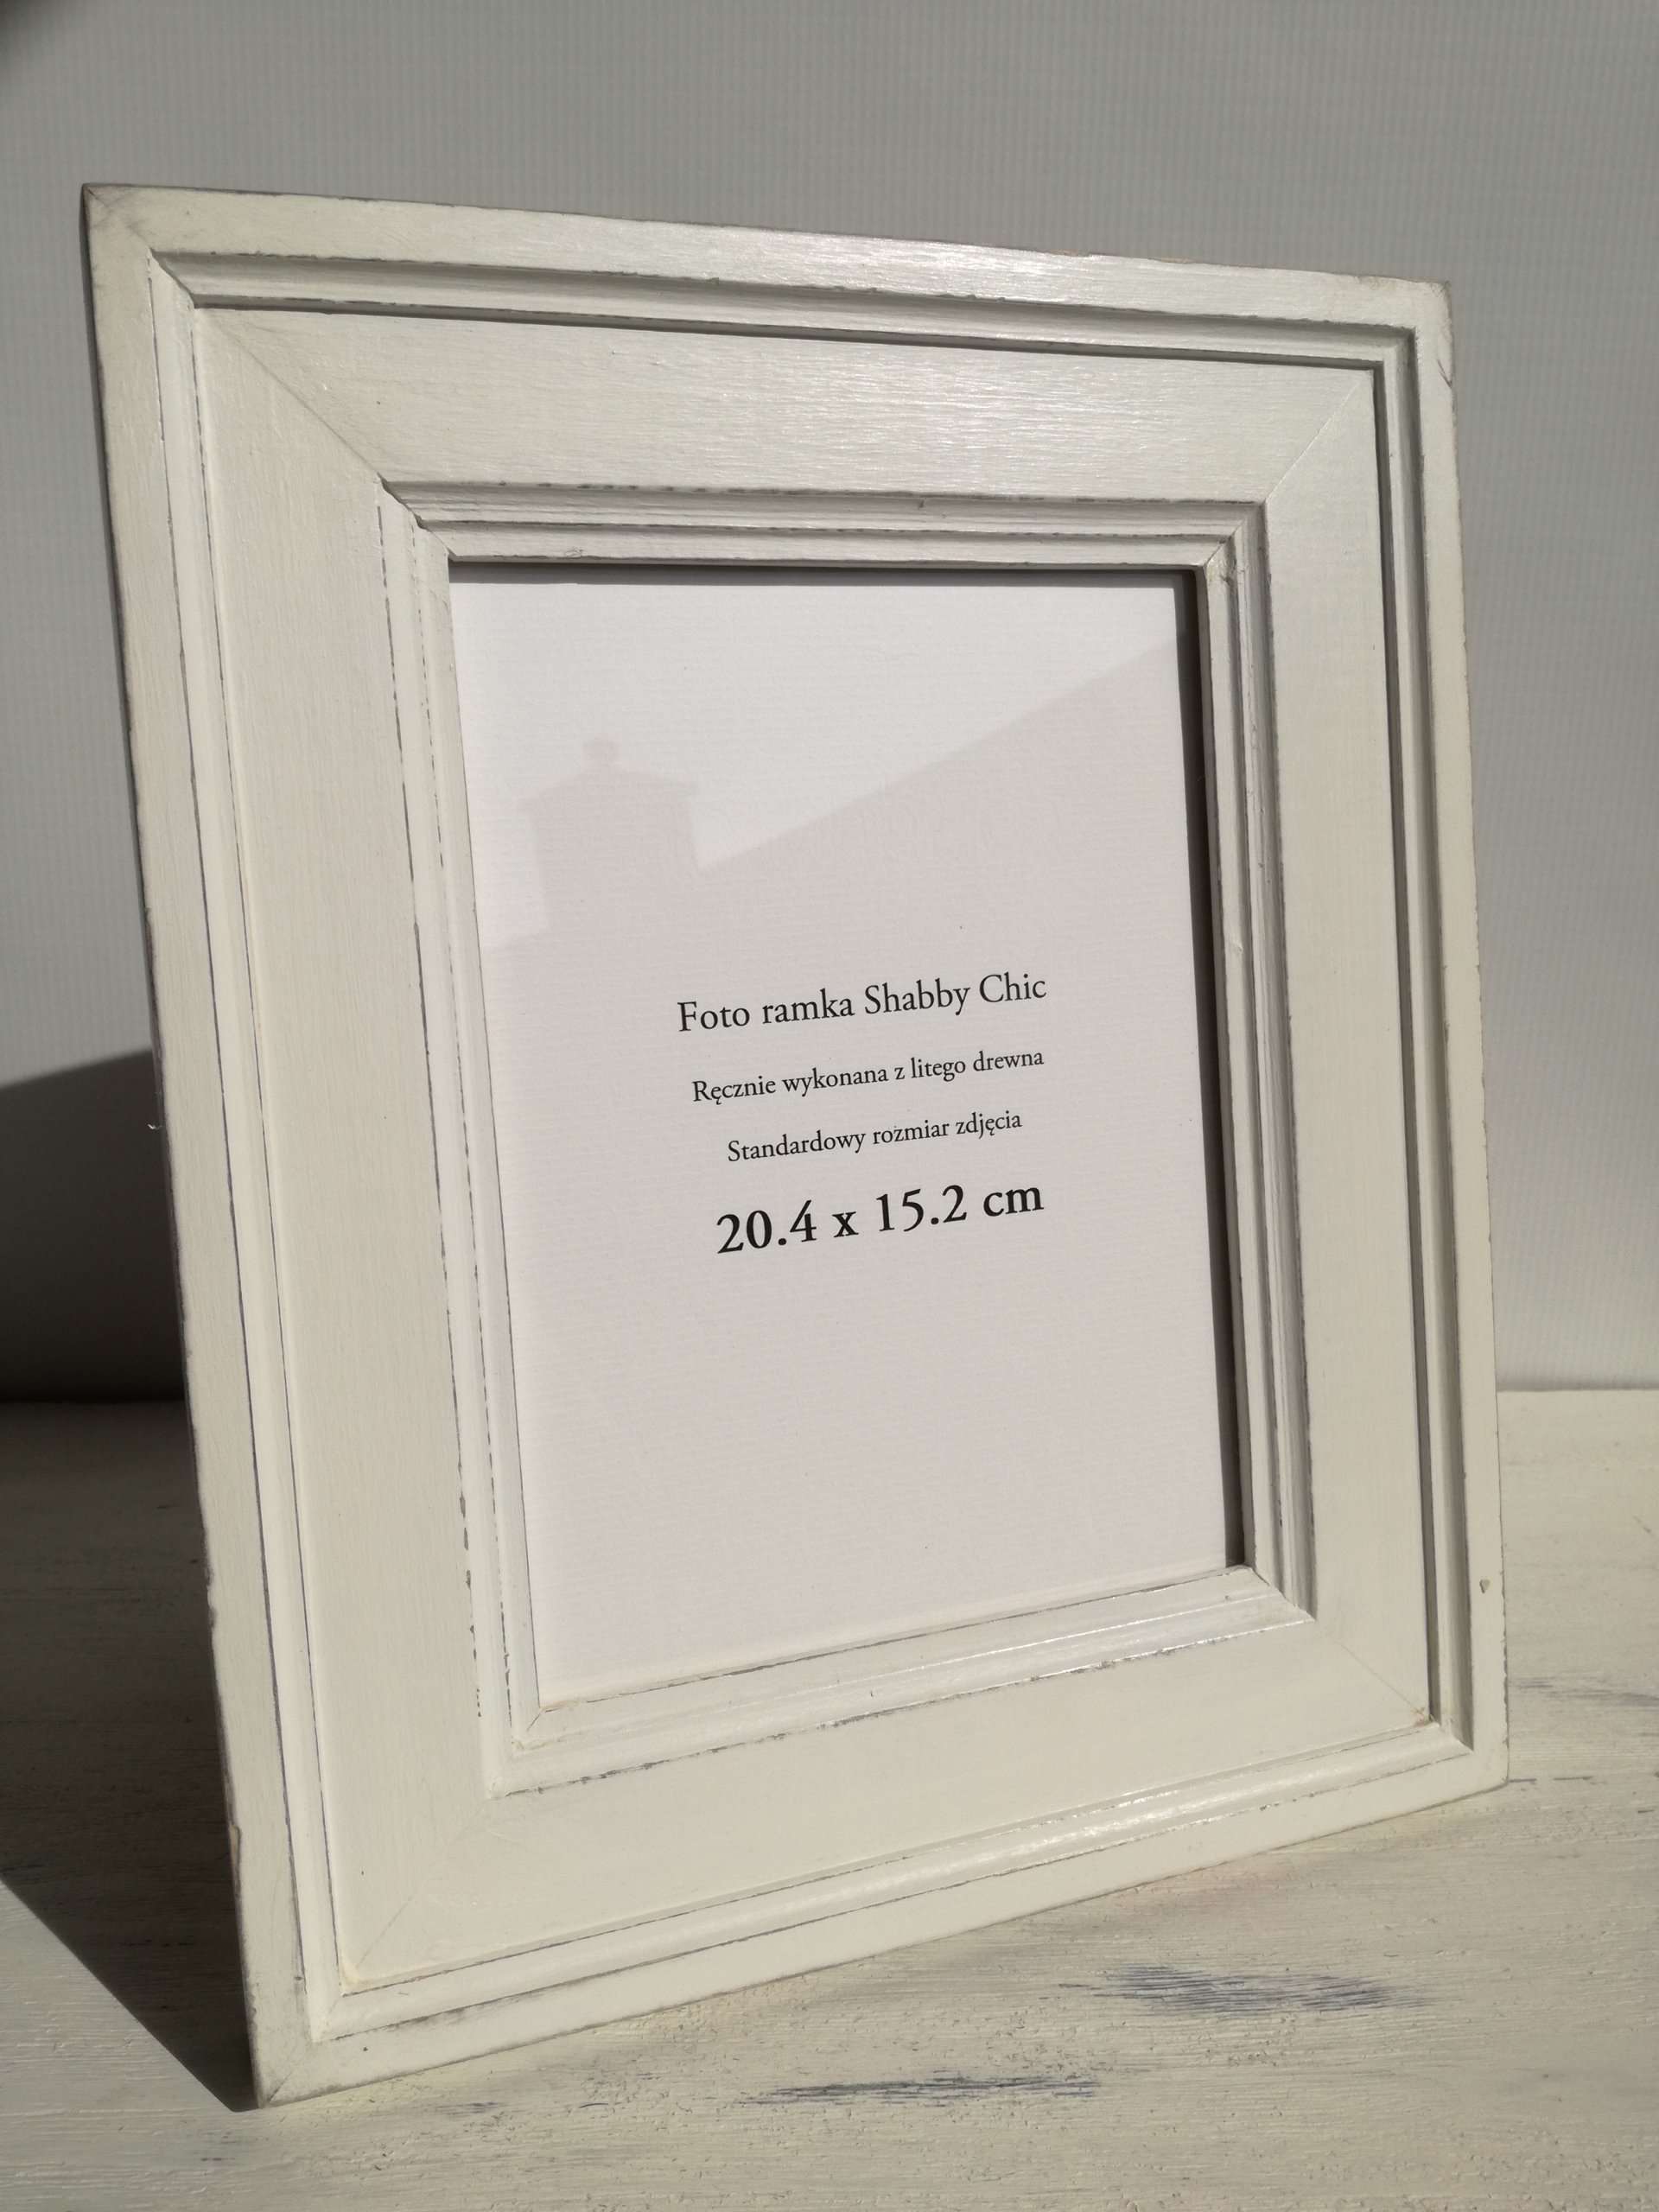 Foto ramka Shabby Chic
Ręcznie wykonana z litego drewna
Standardowy rozmiar zdjęcia
20.4 x 15.2 cm